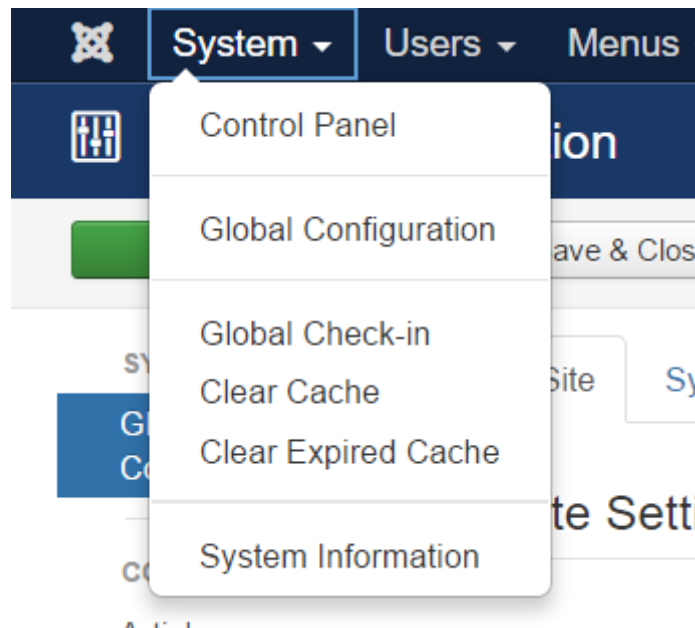 System Users Menus
ion
Control Panel
Global Configuration
ave & Clos
Global Check-in
Clear Cache
Site Sy
Clear Expired Cache
te Setti
System Information